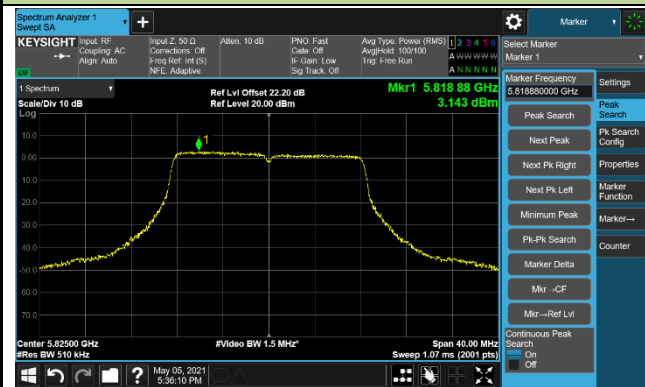 Spectrum Analyzer 1
Swept SA
Marker
KEYSIGHT
Input: RF
Coupling: AC
Align: Auto
Input Z: 50 Ω
Corrections: Off
Freq Ref: Int (S)
NFE: Adaptive
Atten: 10 dB
PNO: Fast
Gate: Off
IF Gain: Low
Sig Track: Off
Avg Type: Power (RMS)
Avg|Hold: 100/100
Trig: Free Run
1 2 3 4 5 6
A W W W W W
A N N N N N
LW
Select Marker
Marker 1
1 Spectrum
Scale/Div 10 dB
Log
Ref Lvl Offset 22.20 dB
Ref Level 20.00 dBm
Mkr1 5.818 88 GHz
3.143 dBm
Marker Frequency
5.818880000 GHz
Peak Search
Next Peak
Next Pk Right
Next Pk Left
Minimum Peak
Pk-Pk Search
Marker Delta
Mkr→CF
Mkr→Ref Lvl
Continuous Peak
Search
On
Off
Settings
Peak
Search
Pk Search
Config
Properties
Marker
Function
Marker→
Counter
1
10.0
0.00
10.0
20.0
30.0
40.0
50.0
60.0
70.0
Center 5.82500 GHz
#Res BW 510 kHz
#Video BW 1.5 MHz*
Span 40.00 MHz
Sweep 1.07 ms (2001 pts)
?
May 05, 2021
5:36:10 PM